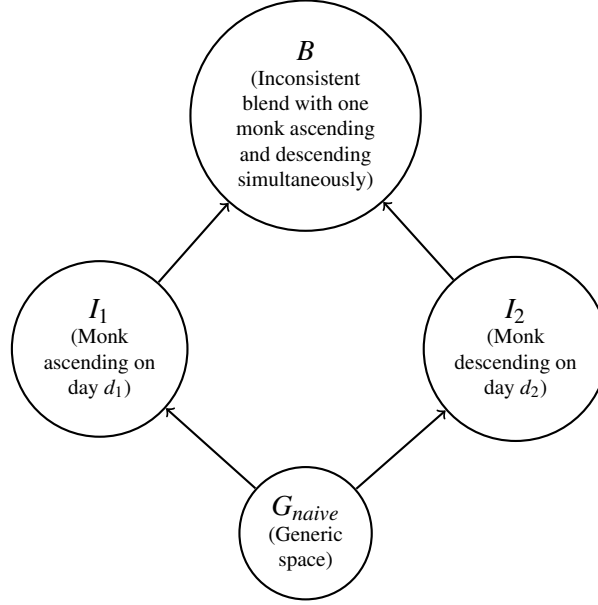 B
(Inconsistent
blend with one
monk ascending
and descending
simultaneously)
I₁
(Monk
ascending on
day d₁)
I₂
(Monk
descending on
day d₂)
G_naive
(Generic
space)